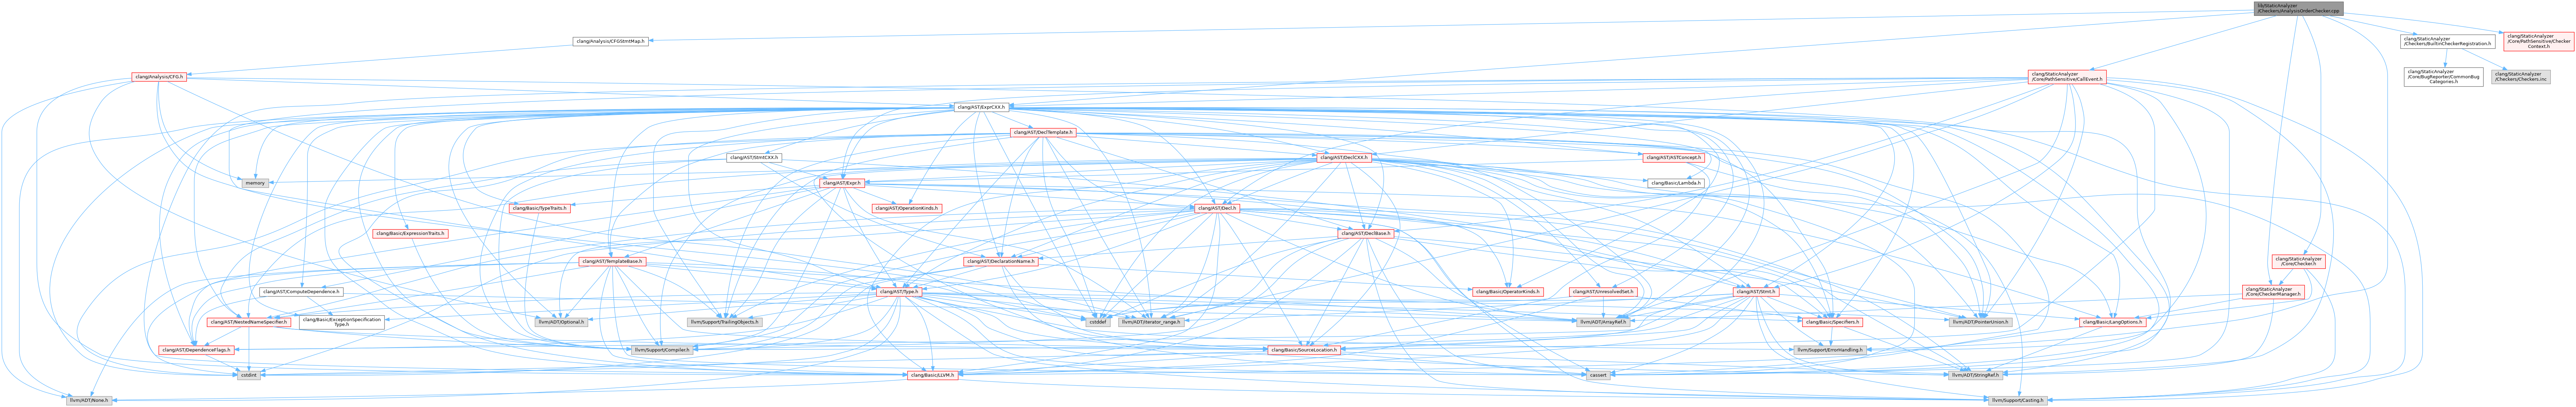 lib/StaticAnalyzer
/Checkers/AnalysisOrderChecker.cpp
clang/Analysis/CFGStmtMap.h
clang/StaticAnalyzer
/Checkers/BuiltinCheckerRegistration.h
clang/StaticAnalyzer
/Core/PathSensitive/Checker
Context.h
clang/Analysis/CFG.h
clang/StaticAnalyzer
/Core/PathSensitive/CallEvent.h
clang/StaticAnalyzer
/Core/BugReporter/CommonBug
Categories.h
clang/StaticAnalyzer
/Checkers/Checkers.inc
clang/AST/ExprCXX.h
clang/AST/DeclTemplate.h
clang/AST/StmtCXX.h
clang/AST/DeclCXX.h
clang/AST/ASTConcept.h
memory
clang/AST/Expr.h
clang/Basic/Lambda.h
clang/Basic/TypeTraits.h
clang/AST/OperationKinds.h
clang/AST/Decl.h
clang/Basic/ExpressionTraits.h
clang/AST/DeclBase.h
clang/AST/TemplateBase.h
clang/AST/DeclarationName.h
clang/StaticAnalyzer
/Core/Checker.h
clang/AST/ComputeDependence.h
clang/AST/Type.h
clang/Basic/OperatorKinds.h
clang/AST/UnresolvedSet.h
clang/AST/Stmt.h
clang/StaticAnalyzer
/Core/CheckerManager.h
clang/AST/NestedNameSpecifier.h
clang/Basic/ExceptionSpecification
Type.h
llvm/ADT/Optional.h
llvm/Support/TrailingObjects.h
cstddef
llvm/ADT/iterator_range.h
llvm/ADT/ArrayRef.h
clang/Basic/Specifiers.h
llvm/ADT/PointerUnion.h
clang/Basic/LangOptions.h
clang/AST/DependenceFlags.h
llvm/Support/Compiler.h
clang/Basic/SourceLocation.h
llvm/Support/ErrorHandling.h
cstdint
clang/Basic/LLVM.h
cassert
llvm/ADT/StringRef.h
llvm/ADT/None.h
llvm/Support/Casting.h